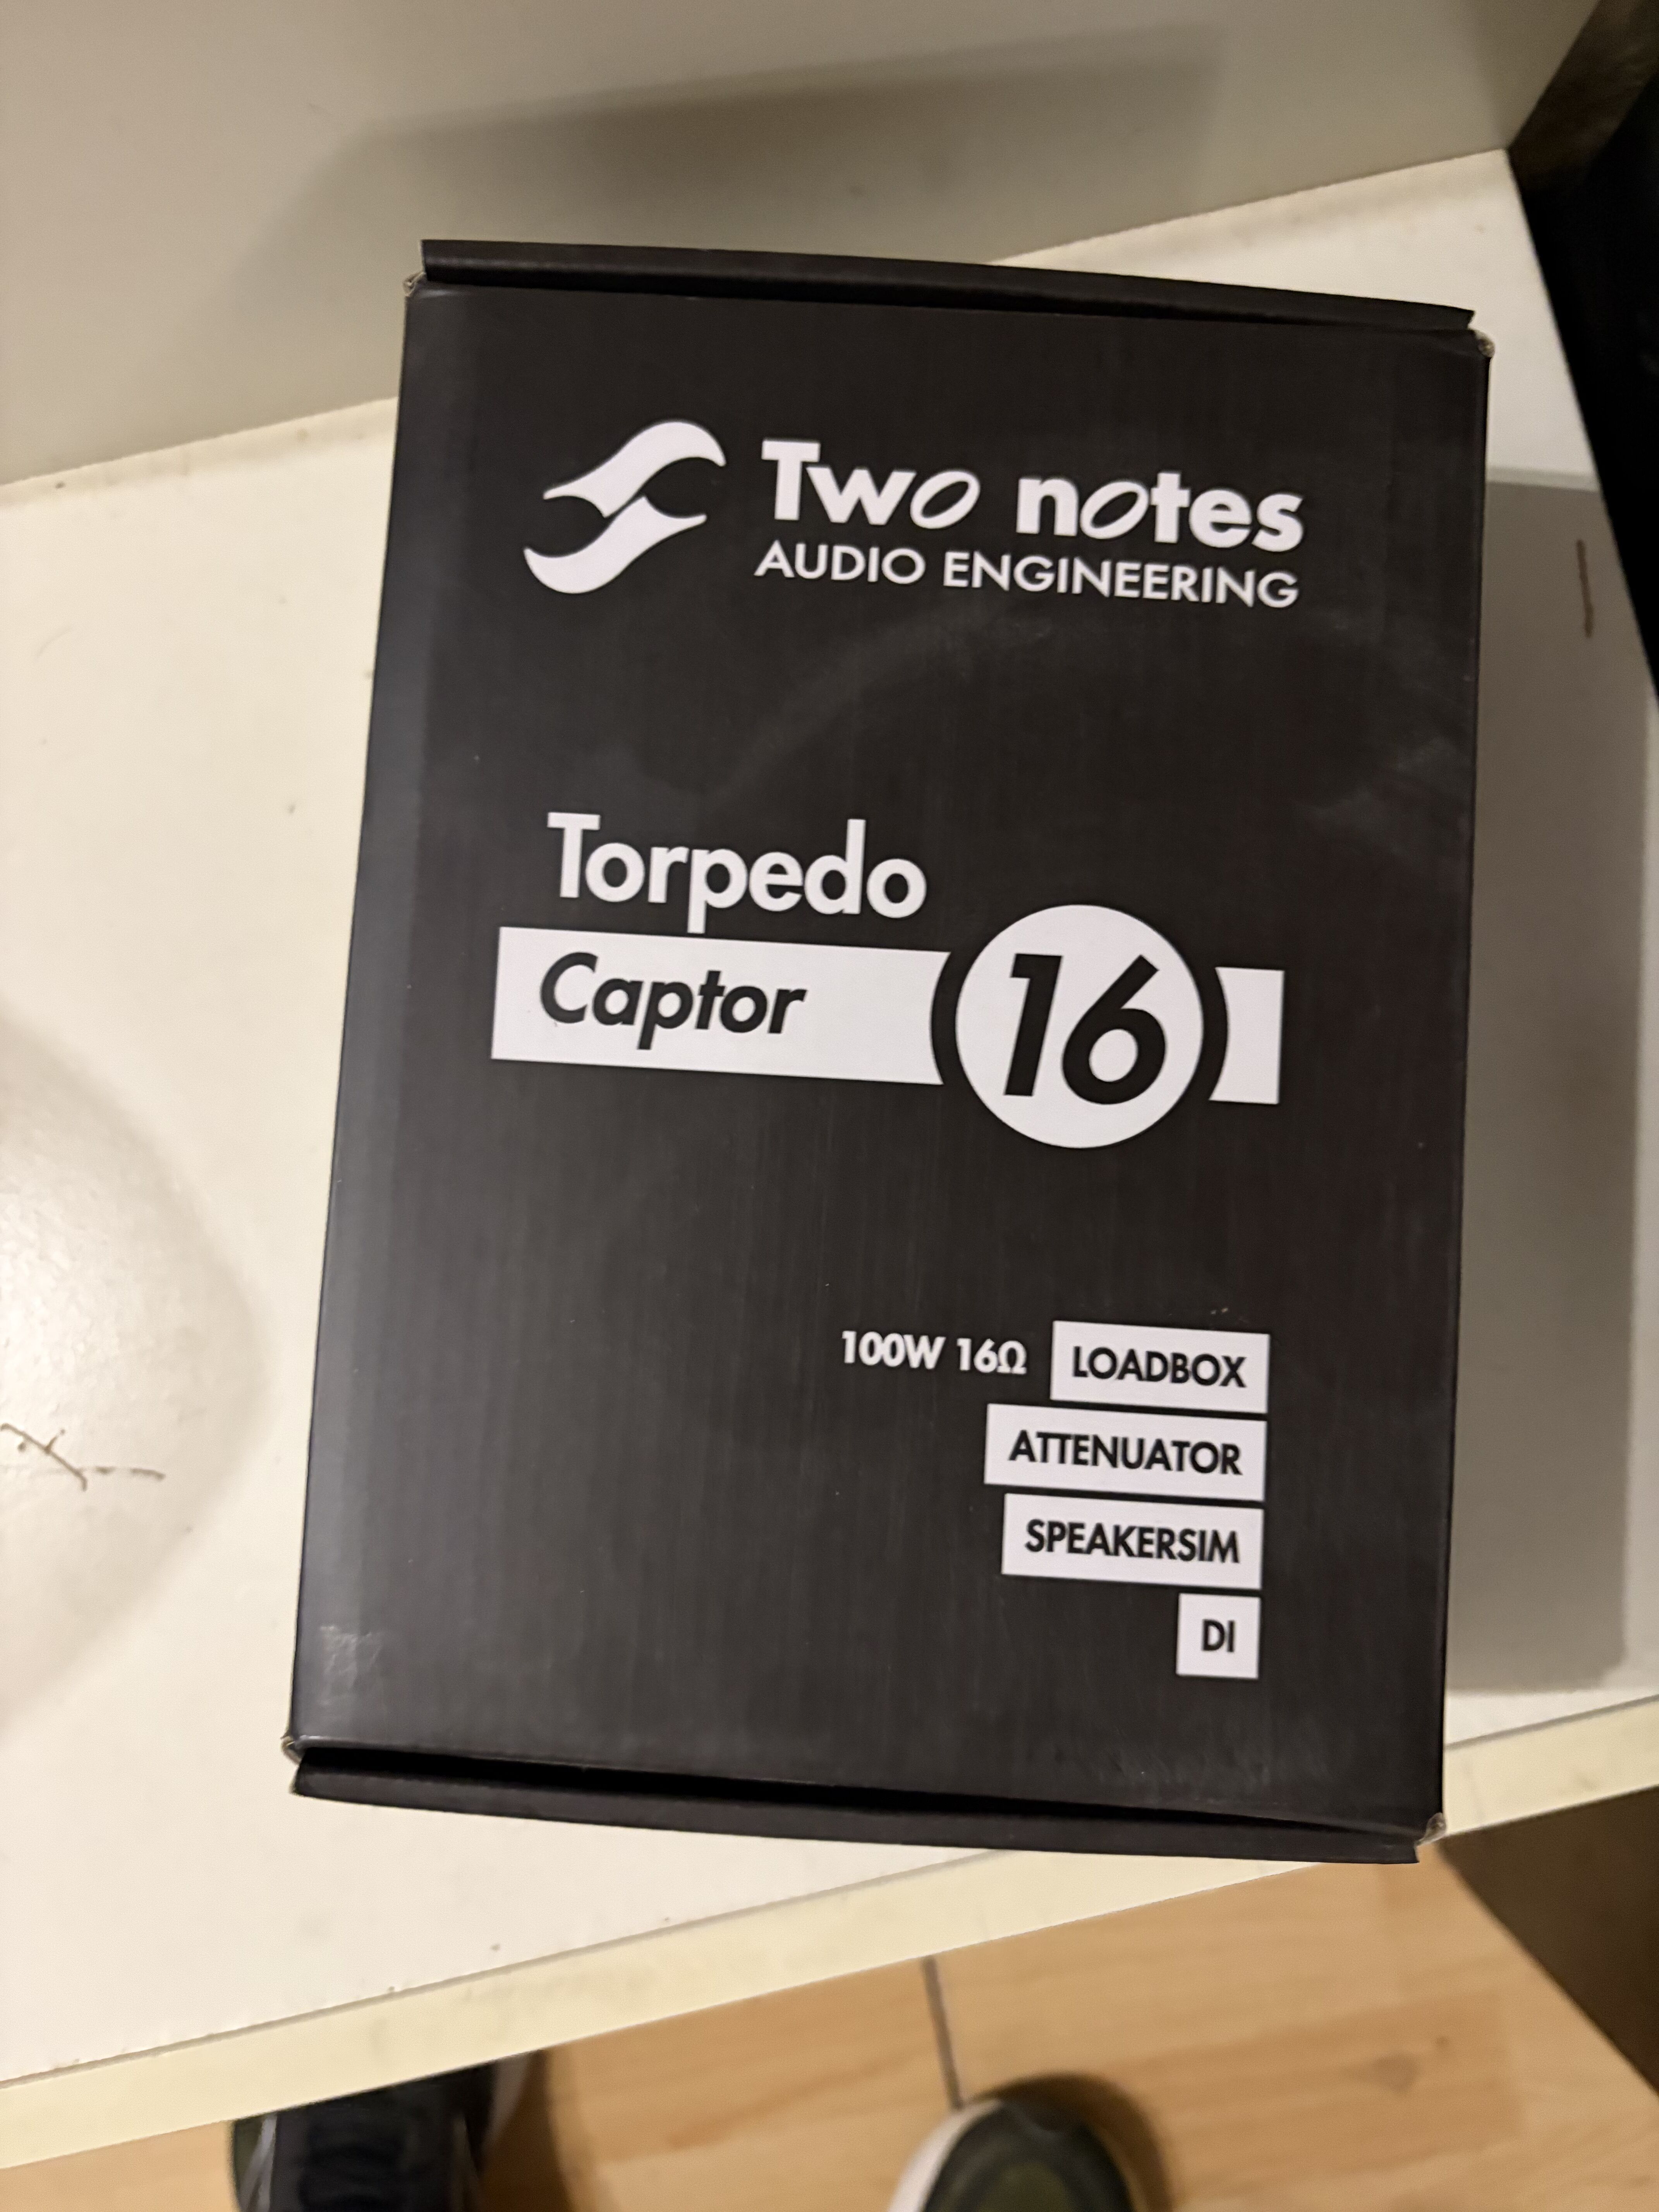 Two notes
AUDIO ENGINEERING
Torpedo
Captor 16
100W 16Ω LOADBOX
ATTENUATOR
SPEAKERSIM
DI